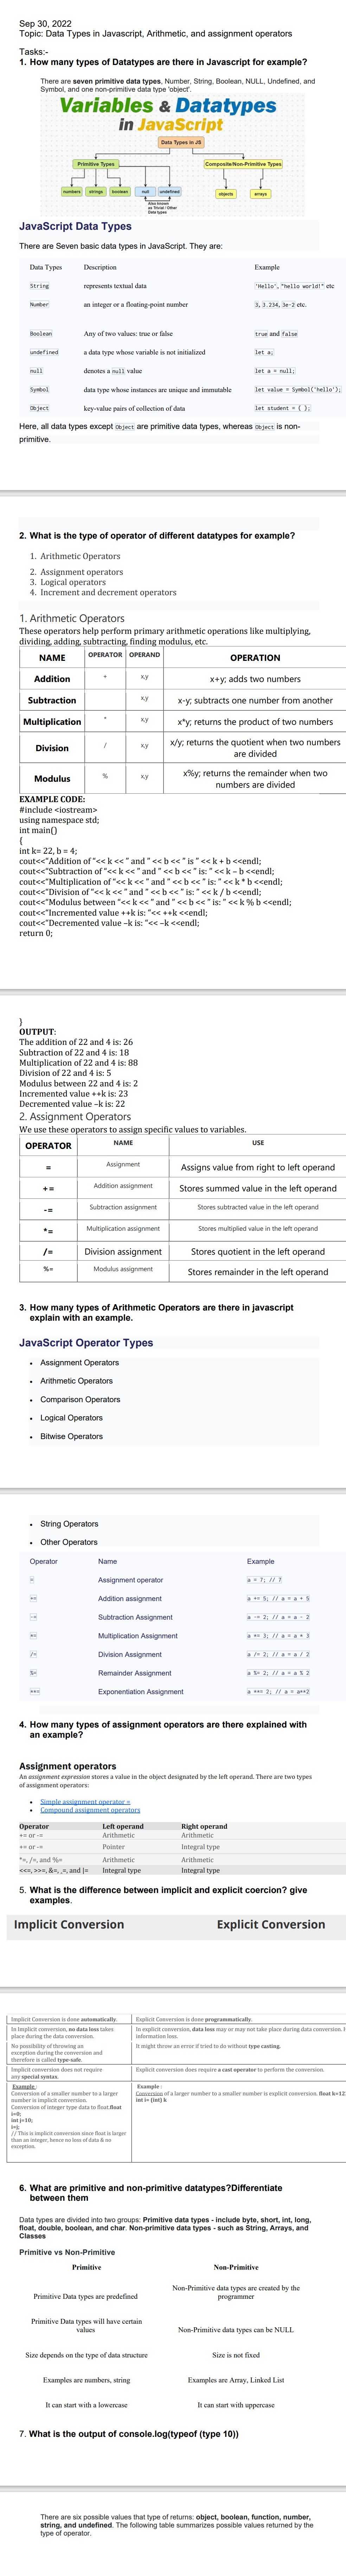 Sep 30, 2022
Topic: Data Types in Javascript, Arithmetic, and assignment operators
Tasks:-
1. How many types of Datatypes are there in Javascript for example?
There are seven primitive data types, Number, String, Boolean, NULL, Undefined, and
Symbol, and one non-primitive data type 'object'.
Variables & Datatypes
in JavaScript
Data Types in JS
Primitive Types
Composite/Non-Primitive Types
numbers strings boolean null undefined
objects arrays
Also known
as Trivial / Other
Data types
JavaScript Data Types
There are Seven basic data types in JavaScript. They are:
Data Types Description Example
String represents textual data 'Hello', "hello world!" etc
Number an integer or a floating-point number 3, 3.234, 3e-2 etc.
Boolean Any of two values: true or false true and false
undefined a data type whose variable is not initialized let a;
null denotes a null value let a = null;
Symbol data type whose instances are unique and immutable let value = Symbol('hello');
Object key-value pairs of collection of data let student = { };
Here, all data types except Object are primitive data types, whereas Object is non-
primitive.
2. What is the type of operator of different datatypes for example?
1. Arithmetic Operators
2. Assignment operators
3. Logical operators
4. Increment and decrement operators
1. Arithmetic Operators
These operators help perform primary arithmetic operations like multiplying,
dividing, adding, subtracting, finding modulus, etc.
NAME OPERATOR OPERAND OPERATION
Addition + x,y x+y; adds two numbers
Subtraction x,y x-y; subtracts one number from another
Multiplication * x,y x*y; returns the product of two numbers
Division / x,y x/y; returns the quotient when two numbers
are divided
Modulus % x,y x%y; returns the remainder when two
numbers are divided
EXAMPLE CODE:
#include <iostream>
using namespace std;
int main()
{
int k= 22, b = 4;
cout<<"Addition of "<< k << " and " << b << " is " << k + b <<endl;
cout<<"Subtraction of "<< k << " and " << b << " is: " << k – b <<endl;
cout<<"Multiplication of "<< k << " and " << b << " is: " << k * b <<endl;
cout<<"Division of "<< k << " and " << b << " is: " << k / b <<endl;
cout<<"Modulus between "<< k << " and " << b << " is: " << k % b <<endl;
cout<<"Incremented value ++k is: "<< ++k <<endl;
cout<<"Decremented value –k is: "<< –k <<endl;
return 0;
}
OUTPUT:
The addition of 22 and 4 is: 26
Subtraction of 22 and 4 is: 18
Multiplication of 22 and 4 is: 88
Division of 22 and 4 is: 5
Modulus between 22 and 4 is: 2
Incremented value ++k is: 23
Decremented value –k is: 22
2. Assignment Operators
We use these operators to assign specific values to variables.
OPERATOR NAME USE
= Assignment Assigns value from right to left operand
+= Addition assignment Stores summed value in the left operand
-= Subtraction assignment Stores subtracted value in the left operand
*= Multiplication assignment Stores multiplied value in the left operand
/= Division assignment Stores quotient in the left operand
%= Modulus assignment Stores remainder in the left operand
3. How many types of Arithmetic Operators are there in javascript
explain with an example.
JavaScript Operator Types
• Assignment Operators
• Arithmetic Operators
• Comparison Operators
• Logical Operators
• Bitwise Operators
• String Operators
• Other Operators
Operator Name Example
= Assignment operator a = 7; // 7
+= Addition assignment a += 5; // a = a + 5
-= Subtraction Assignment a -= 2; // a = a - 2
*= Multiplication Assignment a *= 3; // a = a * 3
/= Division Assignment a /= 2; // a = a / 2
%= Remainder Assignment a %= 2; // a = a % 2
**= Exponentiation Assignment a **= 2; // a = a**2
4. How many types of assignment operators are there explained with
an example?
Assignment operators
An assignment expression stores a value in the object designated by the left operand. There are two types
of assignment operators:
• Simple assignment operator =
• Compound assignment operators
Operator Left operand Right operand
+= or -= Arithmetic Arithmetic
+= or -= Pointer Integral type
*=, /=, and %= Arithmetic Arithmetic
<<=, >>=, &=, ,=, and |= Integral type Integral type
5. What is the difference between implicit and explicit coercion? give
examples.
Implicit Conversion Explicit Conversion
Implicit Conversion is done automatically. Explicit Conversion is done programmatically.
In Implicit conversion, no data loss takes
place during the data conversion.
In explicit conversion, data loss may or may not take place during data conversion.
information loss.
No possibility of throwing an
exception during the conversion and
therefore is called type-safe.
It might throw an error if tried to do without type casting.
Implicit conversion does not require
any special syntax.
Explicit conversion does require a cast operator to perform the conversion.
Example :
Conversion of a smaller number to a larger
number is implicit conversion.
Conversion of integer type data to float.float
i=0;
int j=10;
i=j;
// This is implicit conversion since float is larger
than an integer, hence no loss of data & no
exception.
Example :
Conversion of a larger number to a smaller number is explicit conversion. float k=12
int i= (int) k
6. What are primitive and non-primitive datatypes?Differentiate
between them
Data types are divided into two groups: Primitive data types - include byte, short, int, long,
float, double, boolean, and char. Non-primitive data types - such as String, Arrays, and
Classes
Primitive vs Non-Primitive
Primitive Non-Primitive
Primitive Data types are predefined Non-Primitive data types are created by the
programmer
Primitive Data types will have certain
values
Non-Primitive data types can be NULL
Size depends on the type of data structure Size is not fixed
Examples are numbers, string Examples are Array, Linked List
It can start with a lowercase It can start with uppercase
7. What is the output of console.log(typeof (type 10))
There are six possible values that type of returns: object, boolean, function, number,
string, and undefined. The following table summarizes possible values returned by the
type of operator.